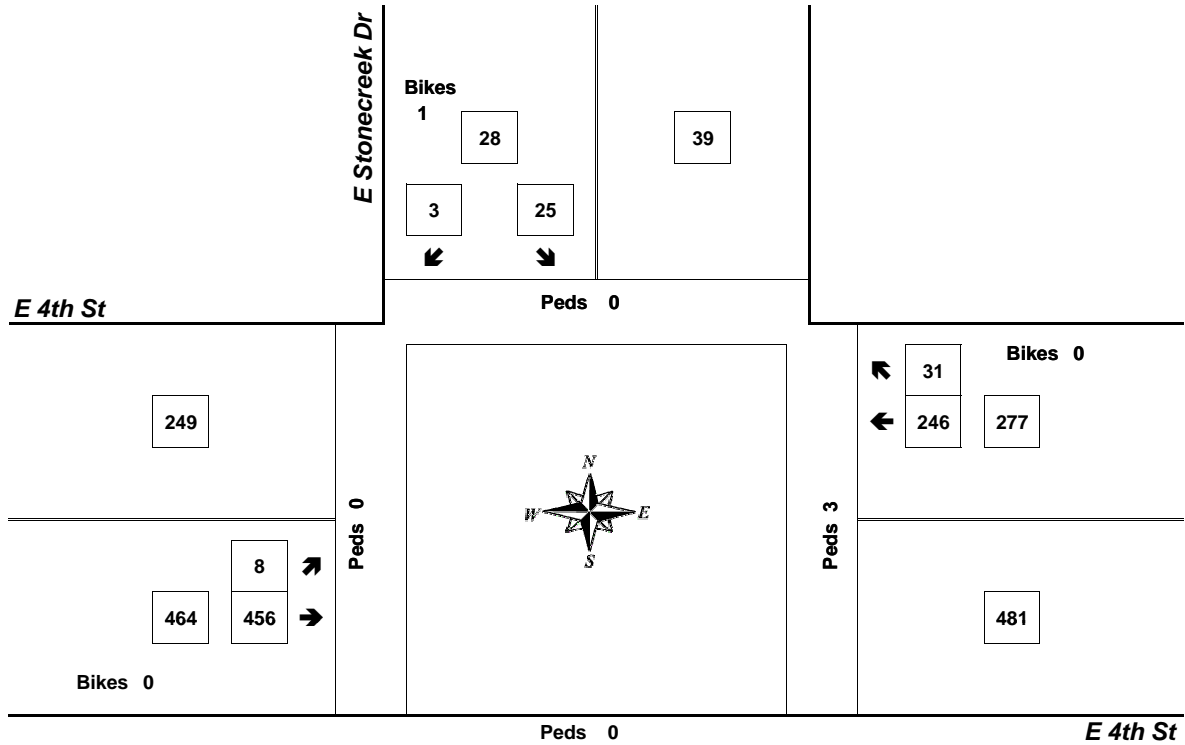 E Stonecreek Dr
Bikes
1
28
39
3
25
Peds 0
E 4th St
Bikes 0
31
249
246
277
N
W
E
S
Peds 0
Peds 3
8
464
456
481
Bikes 0
Peds 0
E 4th St